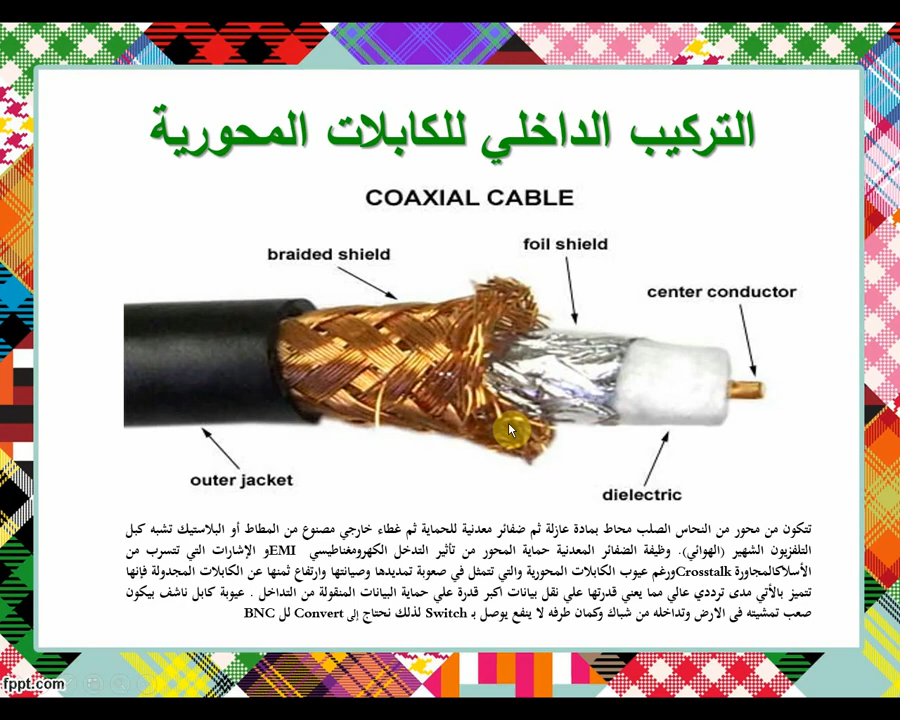 التركيب الداخلي للكابلات المحورية
COAXIAL CABLE
foil shield
braided shield
center conductor
outer jacket
dielectric
تتكون من محور من النحاس الصلب محاط بمادة عازلة ثم ضفائر معدنية للحماية ثم غطاء خارجي مصنوع من المطاط أو البلاستيك تشبه كبل
التلفزيون الشهير (الهوائي). وظيفة الضفائر المعدنية حماية المحور من تأثير التدخل الكهرومغناطيسي EMIو الإشارات التي تتسرب من
الأسلاكالمجاورة Crosstalkورغم عيوب الكابلات المحورية والتي تتمثل في صعوبة تمديدها وصيانتها وارتفاع ثمنها عن الكابلات المجدولة فإنها
تتميز بالأتي مدى ترددي عالي مما يعني قدرتها علي نقل بيانات اكبر قدرة علي حماية البيانات المنقولة من التداخل . عيوبة كابل ناشف بيكون
صعب تمشيته فى الارض وتداخله من شباك وكمان طرفه لا ينفع يوصل بـ Switch لذلك نحتاج إلى Convert لل BNC
fppt.com